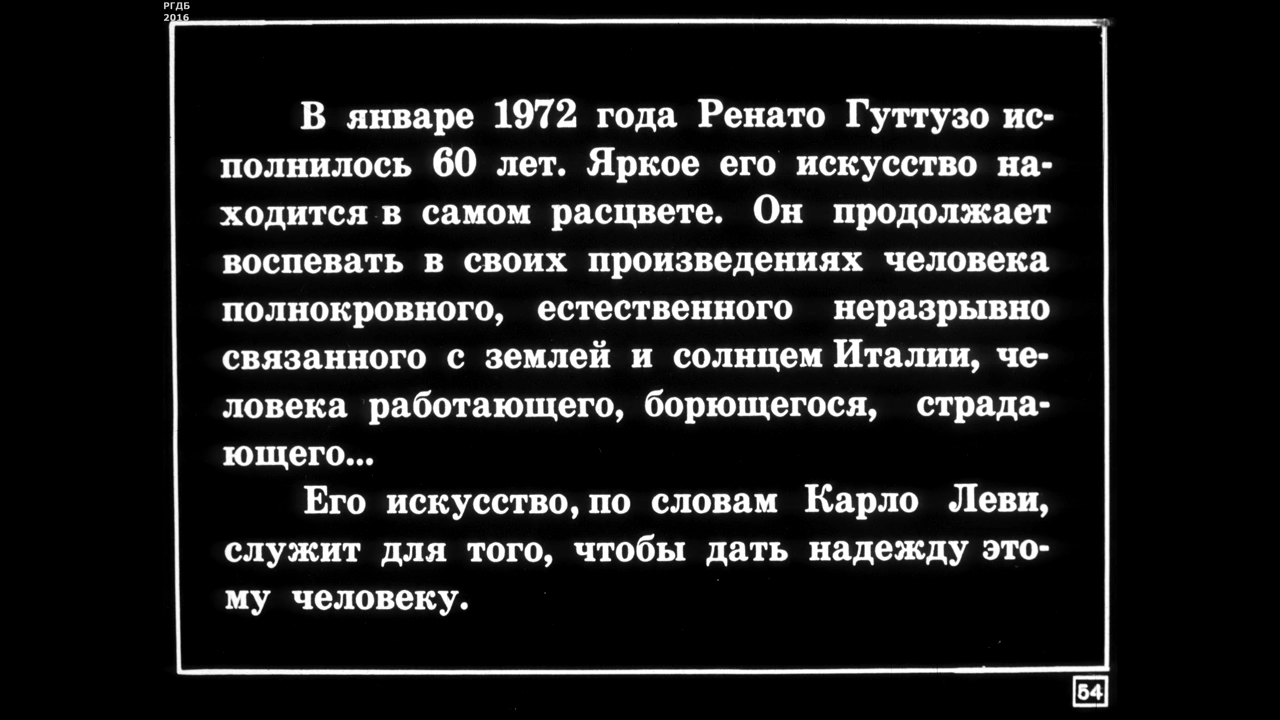 РГДБ
2016
В январе 1972 года Ренато Гуттузо ис-
полнилось 60 лет. Яркое его искусство на-
ходится в самом расцвете. Он продолжает
воспевать в своих произведениях человека
полнокровного, естественного неразрывно
связанного с землей и солнцем Италии, че-
ловека работающего, борющегося, страда-
ющего...
Его искусство, по словам Карло Леви,
служит для того, чтобы дать надежду это-
му человеку.
54